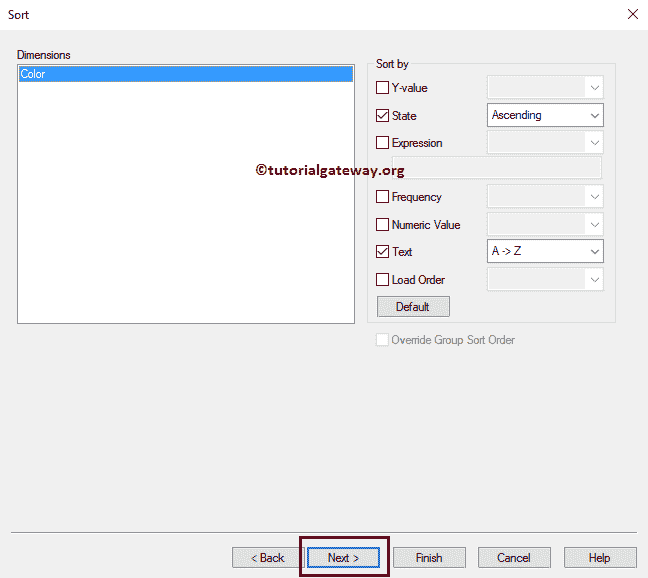 Sort
Dimensions
Color
Sort by
Y-value
State Ascending
Expression
©tutorialgateway.org
Frequency
Numeric Value
Text A -> Z
Load Order
Default
Override Group Sort Order
< Back Next > Finish Cancel Help